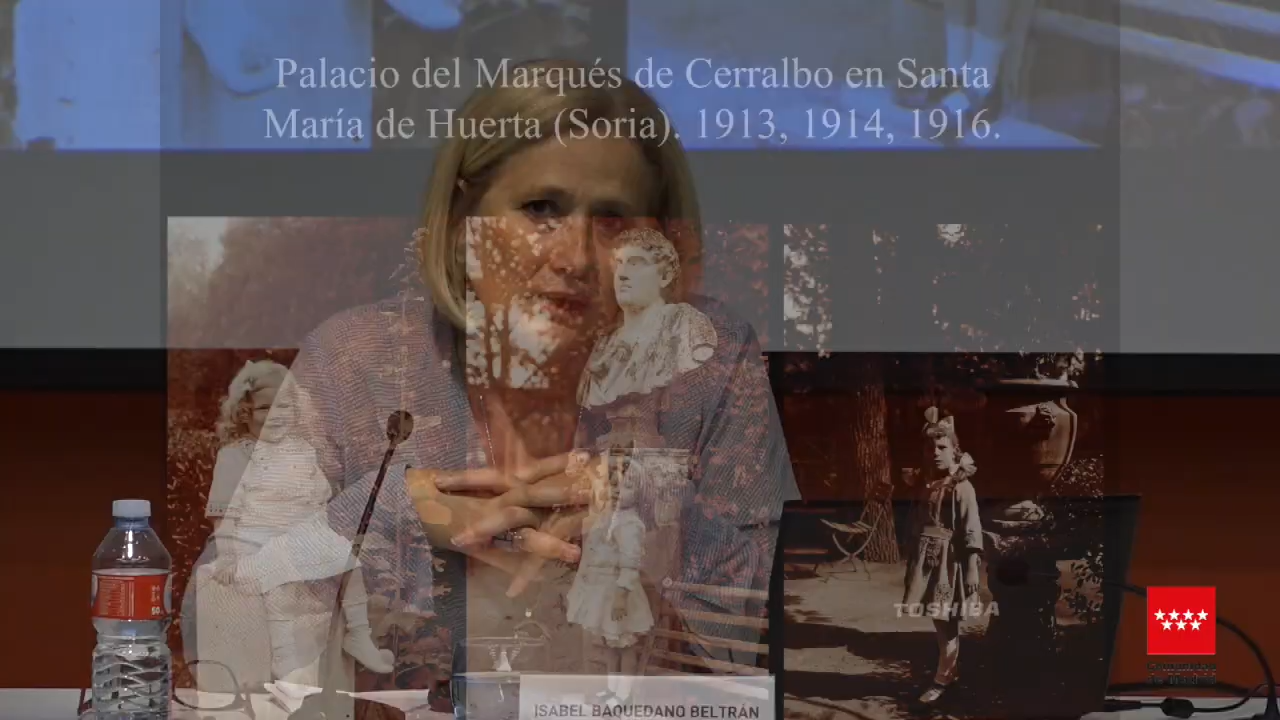 Palacio del Marqués de Cerralbo en Santa
María de Huerta (Soria). 1913, 1914, 1916.
TOSHIBA
ISABEL BAQUEDANO BELTRÁN